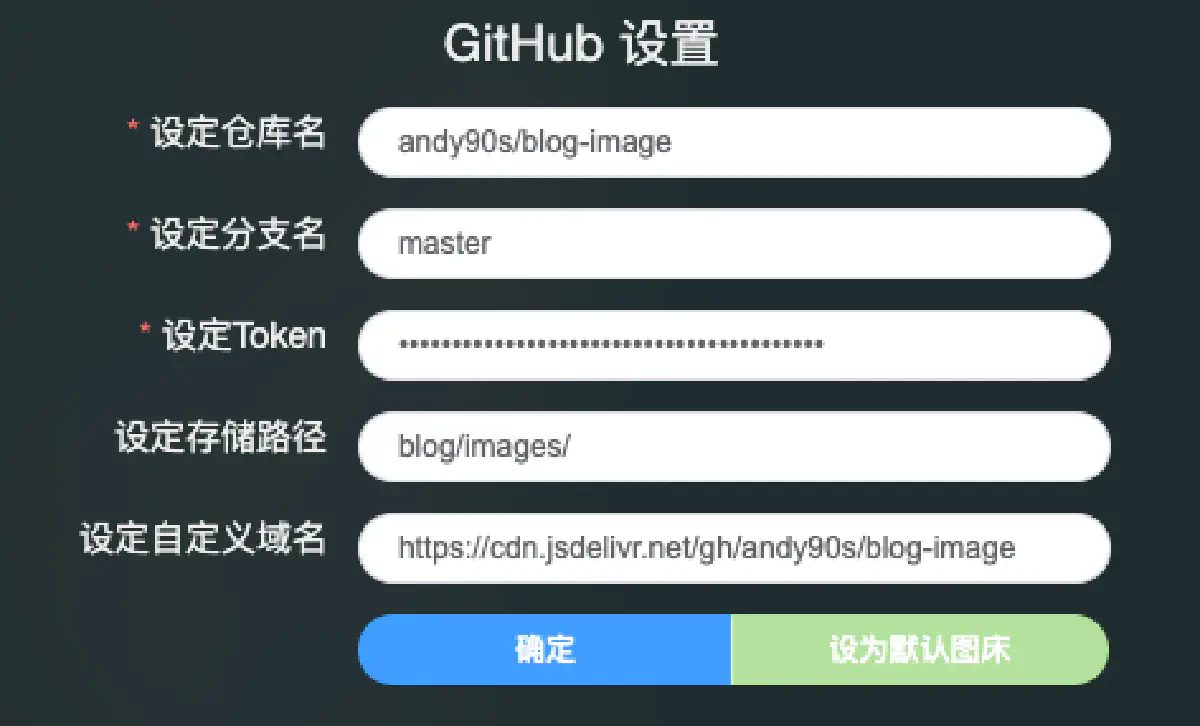 GitHub 设置
* 设定仓库名 andy90s/blog-image
* 设定分支名 master
* 设定Token ••••••••••••••••••••••••••••••••••••••••
设定存储路径 blog/images/
设定自定义域名 https://cdn.jsdelivr.net/gh/andy90s/blog-image
确定 设为默认图床